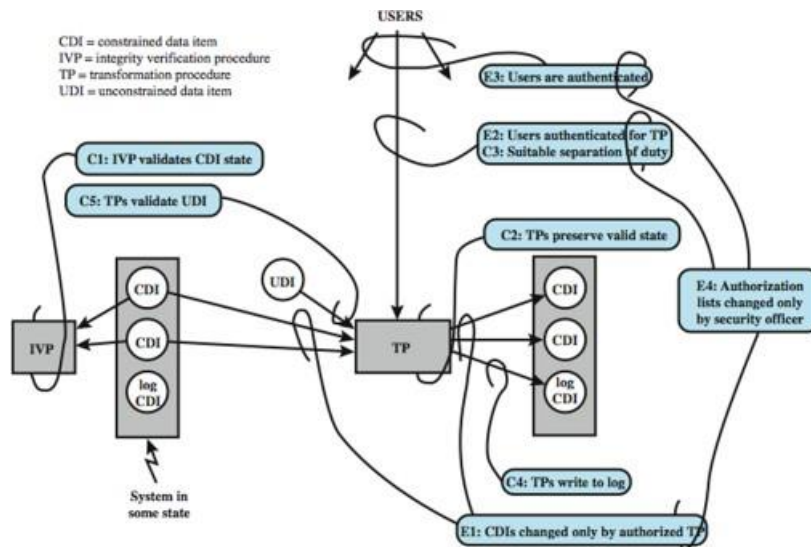 USERS
CDI = constrained data item
IVP = integrity verification procedure
TP = transformation procedure
UDI = unconstrained data item
E3: Users are authenticated
E2: Users authenticated for TP
C3: Suitable separation of duty
C1: IVP validates CDI state
C5: TPs validate UDI
C2: TPs preserve valid state
E4: Authorization
lists changed only
by security officer
CDI
UDI
CDI
IVP
CDI
TP
CDI
log
CDI
log
CDI
C4: TPs write to log
System in
some state
E1: CDIs changed only by authorized TP